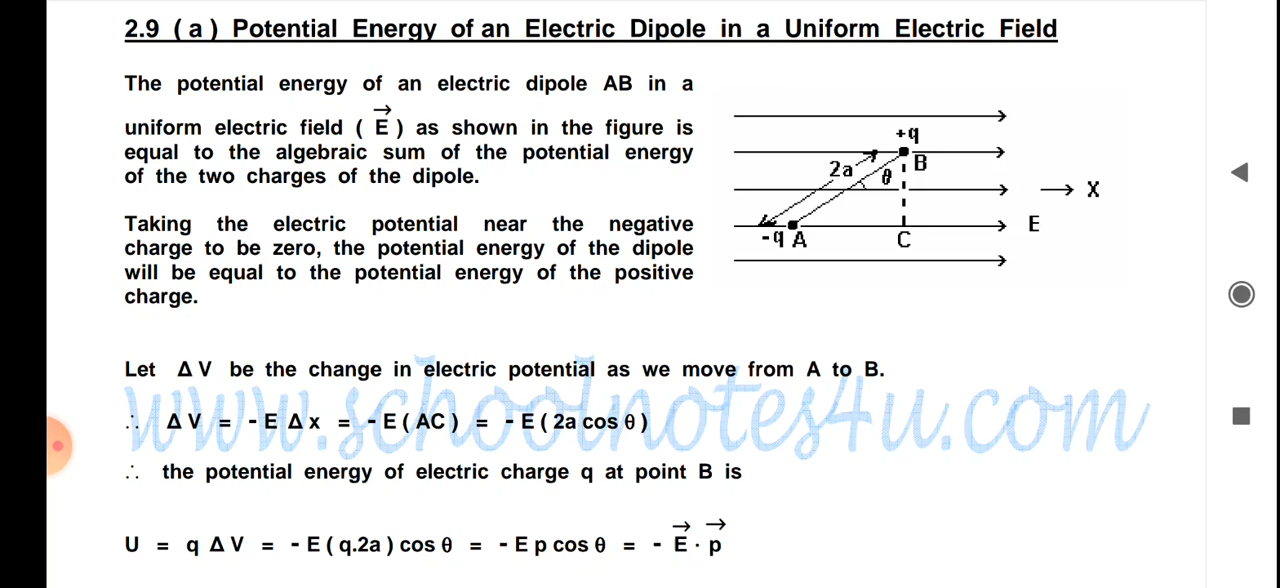 2.9 ( a ) Potential Energy of an Electric Dipole in a Uniform Electric Field
The potential energy of an electric dipole AB in a
uniform electric field ( E⃗ ) as shown in the figure is
equal to the algebraic sum of the potential energy
of the two charges of the dipole.
Taking the electric potential near the negative
charge to be zero, the potential energy of the dipole
will be equal to the potential energy of the positive
charge.
+q
B
2a
θ
X
E
-q A
C
Let Δ V be the change in electric potential as we move from A to B.
∴ Δ V = - E Δ x = - E ( AC ) = - E ( 2a cos θ )
www.schoolnotes4u.com
∴ the potential energy of electric charge q at point B is
U = q Δ V = - E ( q.2a ) cos θ = - E p cos θ = - E⃗ · p⃗